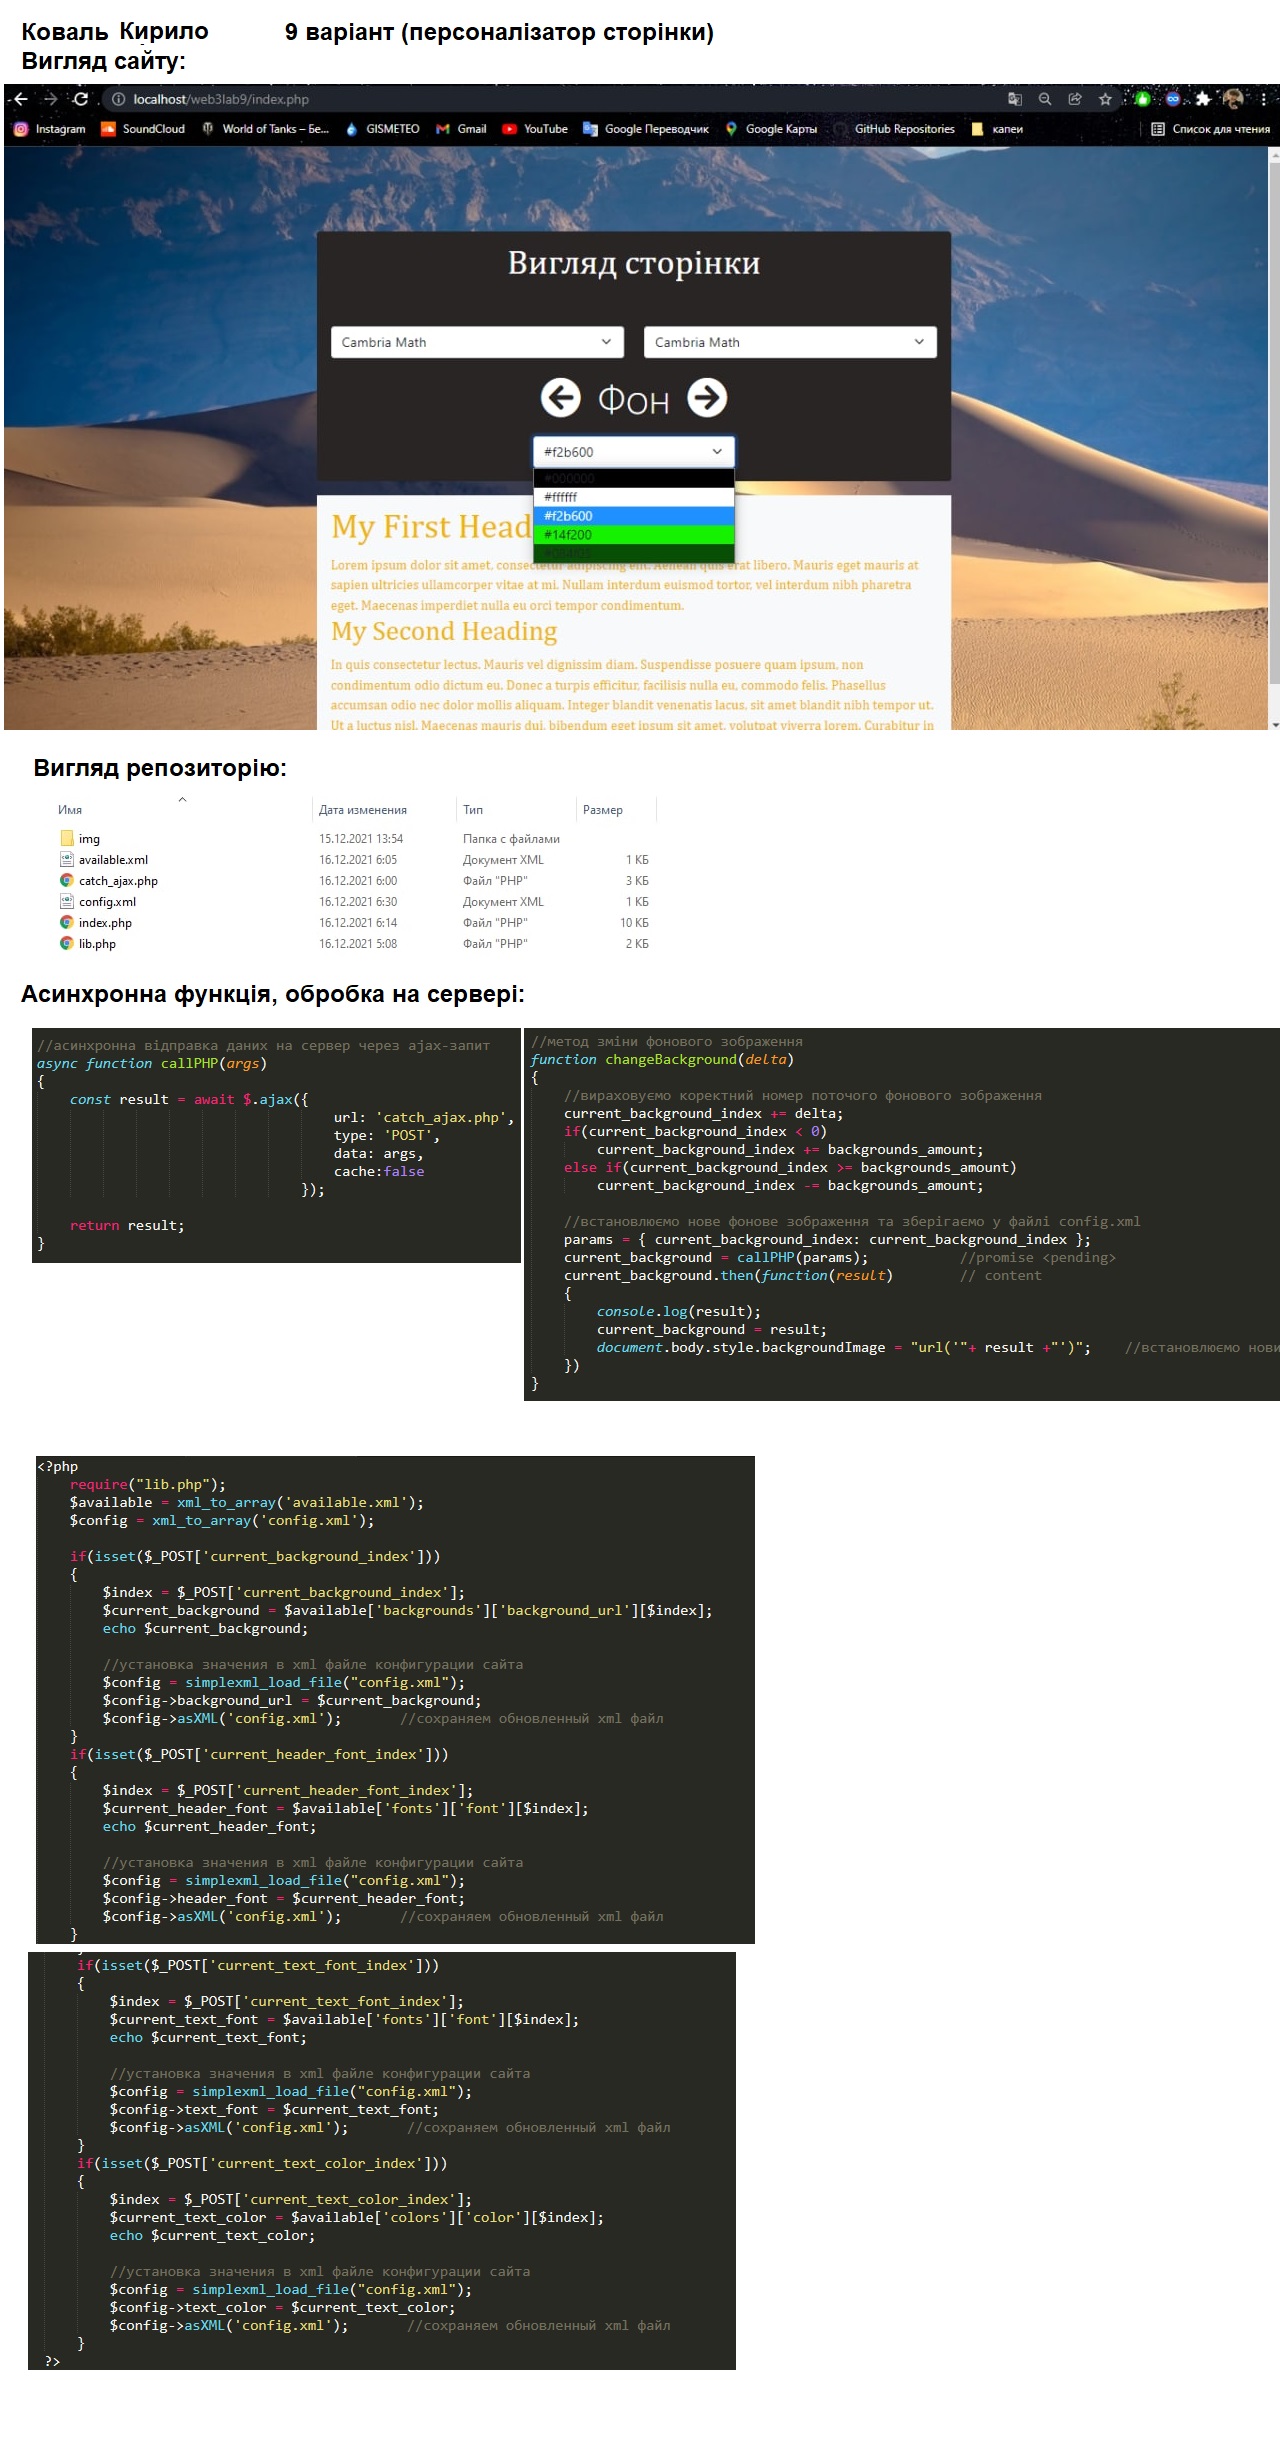 Коваль Кирило 9 варіант (персоналізатор сторінки)
Вигляд сайту:
localhost/web3lab9/index.php
Instagram SoundCloud World of Tanks – Бе... GISMETEO Gmail YouTube Google Переводчик Google Карты GitHub Repositories капеи Список для чтения
Вигляд сторінки
Cambria Math Cambria Math
Фон
#f2b600
#000000
#ffffff
#f2b600
#14f200
My First Head
Lorem ipsum dolor sit amet, consectetur adipiscing elit. Aenean quis erat libero. Mauris eget mauris at
sapien ultricies ullamcorper vitae at mi. Nullam interdum euismod tortor, vel interdum nibh pharetra
eget. Maecenas imperdiet nulla eu orci tempor condimentum.
My Second Heading
In quis consectetur lectus. Mauris vel dignissim diam. Suspendisse posuere quam ipsum, non
condimentum odio dictum eu. Donec a turpis efficitur, facilisis nulla eu, commodo felis. Phasellus
accumsan odio nec dolor mollis aliquam. Integer blandit venenatis lacus, sit amet blandit nibh tempor ut.
Ut a luctus nisl. Maecenas mauris dui, bibendum eget ipsum sit amet, volutpat viverra lorem. Curabitur in
Вигляд репозиторію:
Имя Дата изменения Тип Размер
img 15.12.2021 13:54 Папка с файлами
available.xml 16.12.2021 6:05 Документ XML 1 КБ
catch_ajax.php 16.12.2021 6:00 Файл "PHP" 3 КБ
config.xml 16.12.2021 6:30 Документ XML 1 КБ
index.php 16.12.2021 6:14 Файл "PHP" 10 КБ
lib.php 16.12.2021 5:08 Файл "PHP" 2 КБ
Асинхронна функція, обробка на сервері:
//асинхронна відправка даних на сервер через ajax-запит
async function callPHP(args)
{
const result = await $.ajax({
url: 'catch_ajax.php',
type: 'POST',
data: args,
cache:false
});
return result;
}
//метод зміни фонового зображення
function changeBackground(delta)
{
//вираховуємо коректний номер поточого фонового зображення
current_background_index += delta;
if(current_background_index < 0)
current_background_index += backgrounds_amount;
else if(current_background_index >= backgrounds_amount)
current_background_index -= backgrounds_amount;
//встановлюємо нове фонове зображення та зберігаємо у файлі config.xml
params = { current_background_index: current_background_index };
current_background = callPHP(params); //promise <pending>
current_background.then(function(result) // content
{
console.log(result);
current_background = result;
document.body.style.backgroundImage = "url('"+ result +"')"; //встановлюємо нови
})
}
<?php
require("lib.php");
$available = xml_to_array('available.xml');
$config = xml_to_array('config.xml');
if(isset($_POST['current_background_index']))
{
$index = $_POST['current_background_index'];
$current_background = $available['backgrounds']['background_url'][$index];
echo $current_background;
//установка значения в xml файле конфигурации сайта
$config = simplexml_load_file("config.xml");
$config->background_url = $current_background;
$config->asXML('config.xml'); //сохраняем обновленный xml файл
}
if(isset($_POST['current_header_font_index']))
{
$index = $_POST['current_header_font_index'];
$current_header_font = $available['fonts']['font'][$index];
echo $current_header_font;
//установка значения в xml файле конфигурации сайта
$config = simplexml_load_file("config.xml");
$config->header_font = $current_header_font;
$config->asXML('config.xml'); //сохраняем обновленный xml файл
}
if(isset($_POST['current_text_font_index']))
{
$index = $_POST['current_text_font_index'];
$current_text_font = $available['fonts']['font'][$index];
echo $current_text_font;
//установка значения в xml файле конфигурации сайта
$config = simplexml_load_file("config.xml");
$config->text_font = $current_text_font;
$config->asXML('config.xml'); //сохраняем обновленный xml файл
}
if(isset($_POST['current_text_color_index']))
{
$index = $_POST['current_text_color_index'];
$current_text_color = $available['colors']['color'][$index];
echo $current_text_color;
//установка значения в xml файле конфигурации сайта
$config = simplexml_load_file("config.xml");
$config->text_color = $current_text_color;
$config->asXML('config.xml'); //сохраняем обновленный xml файл
}
?>